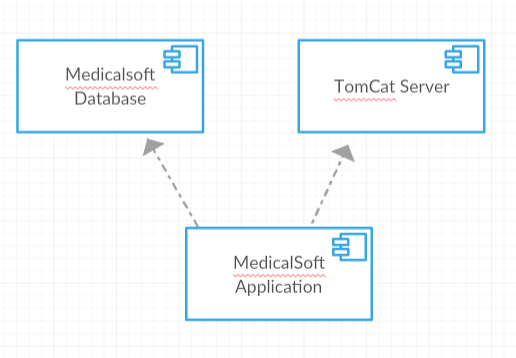 Medicalsoft
Database
TomCat Server
MedicalSoft
Application